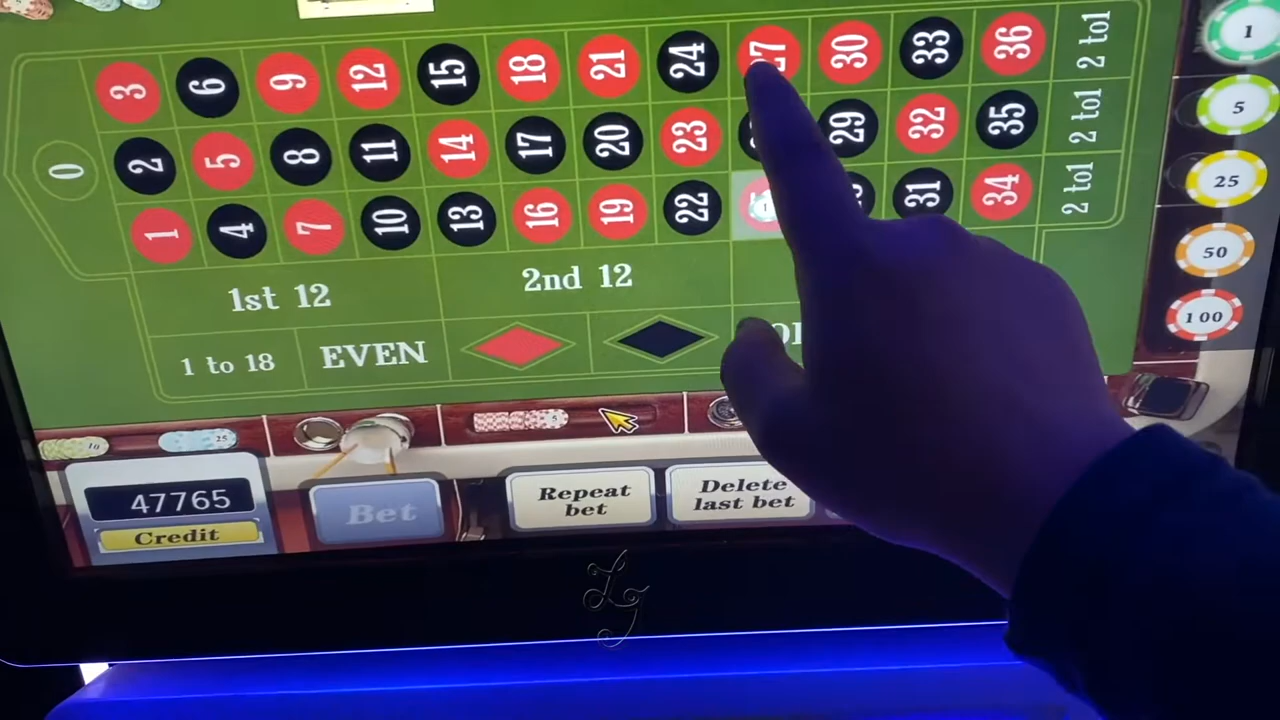 3 6 9 12 15 18 21 24 27 30 33 36 2 to1
0 2 5 8 11 14 17 20 23 29 32 35 2 to1
1 4 7 10 13 16 19 22 1 31 34 2 to1
1st 12 2nd 12
1 to 18 EVEN
1
5
25
50
100
10 25 5
47765
Credit
Bet
Repeat
bet
Delete
last bet